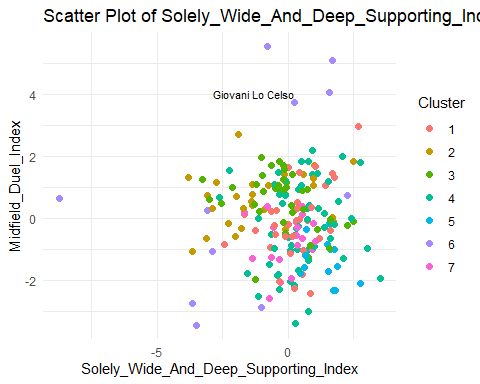 Scatter Plot of Solely_Wide_And_Deep_Supporting_Ind
Midfield_Duel_Index
4
2
0
-2
Giovani Lo Celso
-5
0
Solely_Wide_And_Deep_Supporting_Index
Cluster
1
2
3
4
5
6
7